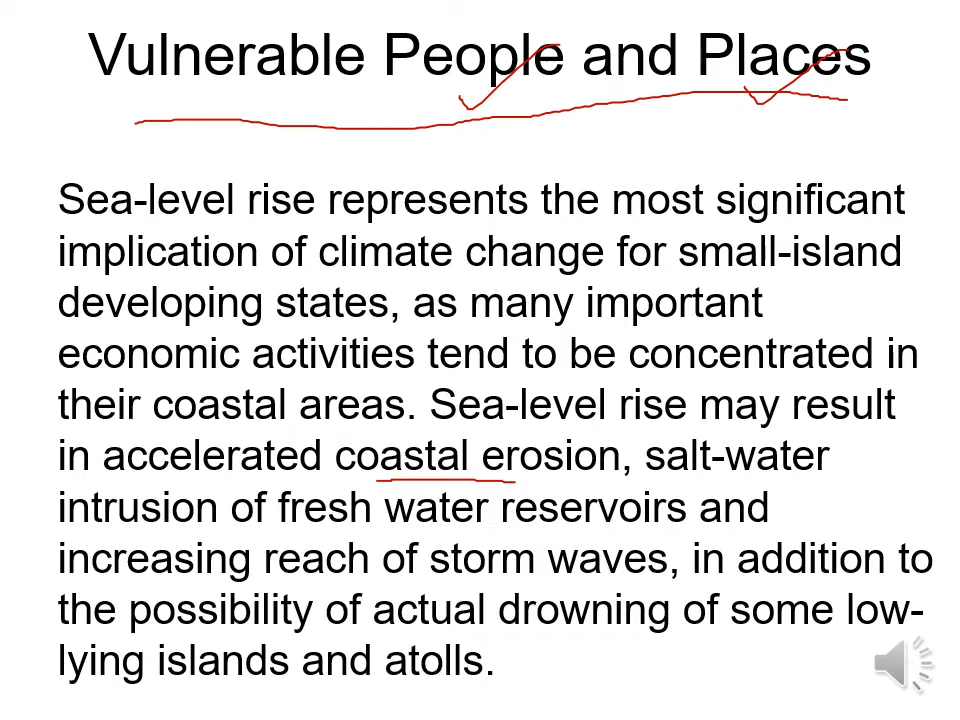 Vulnerable People and Places
Sea-level rise represents the most significant
implication of climate change for small-island
developing states, as many important
economic activities tend to be concentrated in
their coastal areas. Sea-level rise may result
in accelerated coastal erosion, salt-water
intrusion of fresh water reservoirs and
increasing reach of storm waves, in addition to
the possibility of actual drowning of some low-
lying islands and atolls.